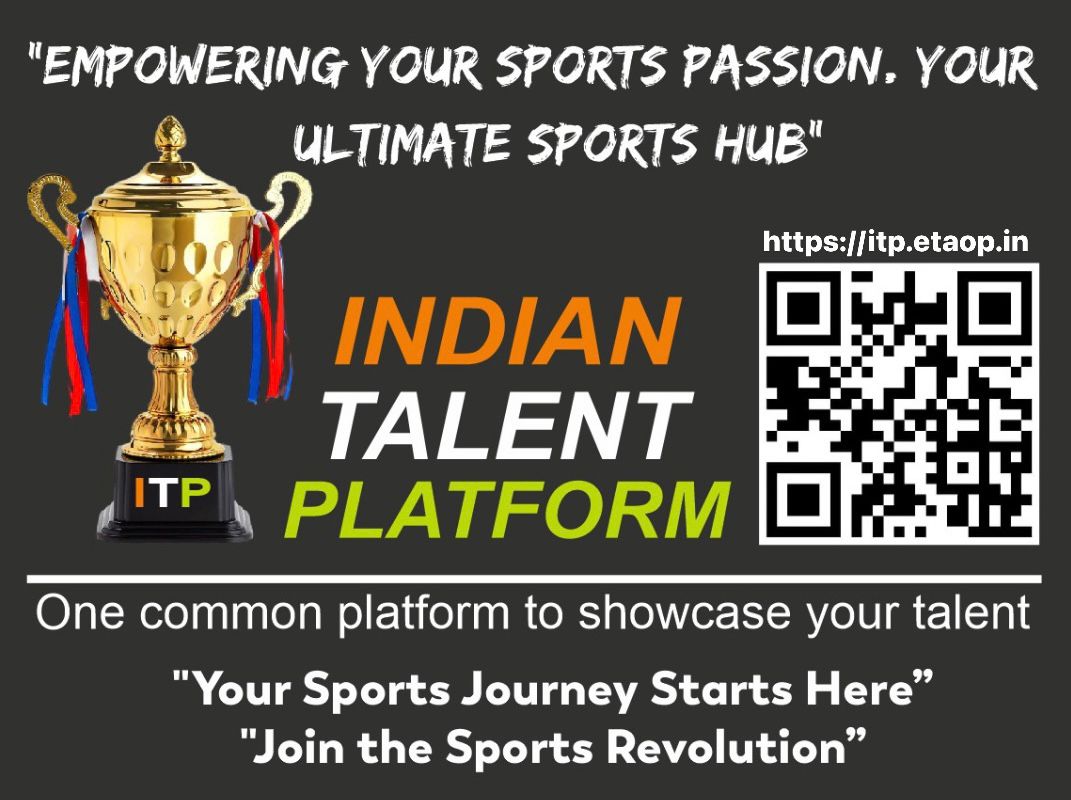 "EMPOWERING YOUR SPORTS PASSION. YOUR
ULTIMATE SPORTS HUB"
https://itp.etaop.in
INDIAN
TALENT
PLATFORM
ITP
One common platform to showcase your talent
"Your Sports Journey Starts Here”
"Join the Sports Revolution”